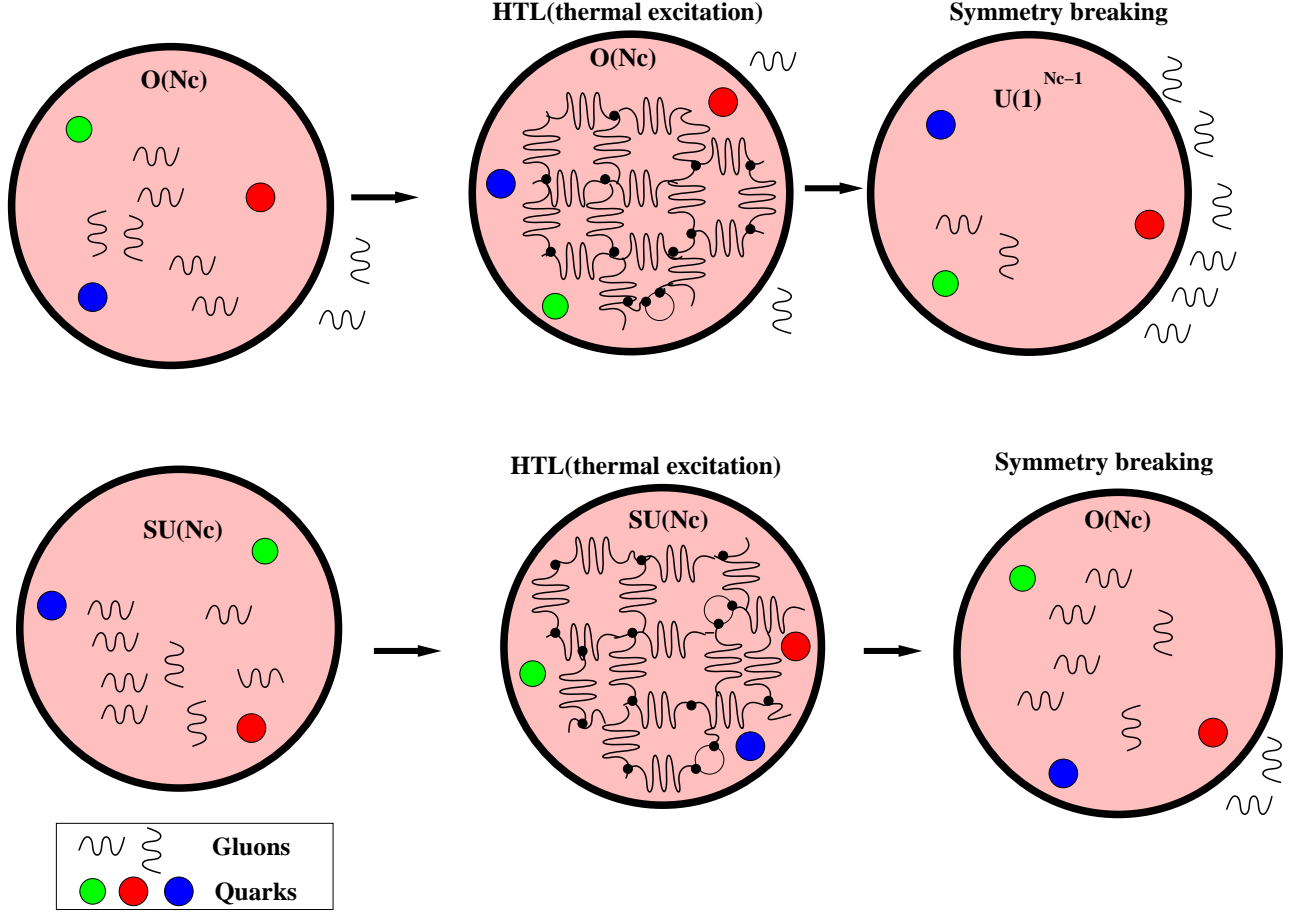 HTL(thermal excitation)
Symmetry breaking
O(Nc)
O(Nc)
U(1)^Nc−1
HTL(thermal excitation)
Symmetry breaking
SU(Nc)
SU(Nc)
O(Nc)
Gluons
Quarks